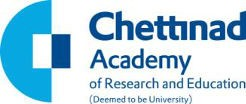 Chettinad
Academy
of Research and Education
(Deemed to be University)